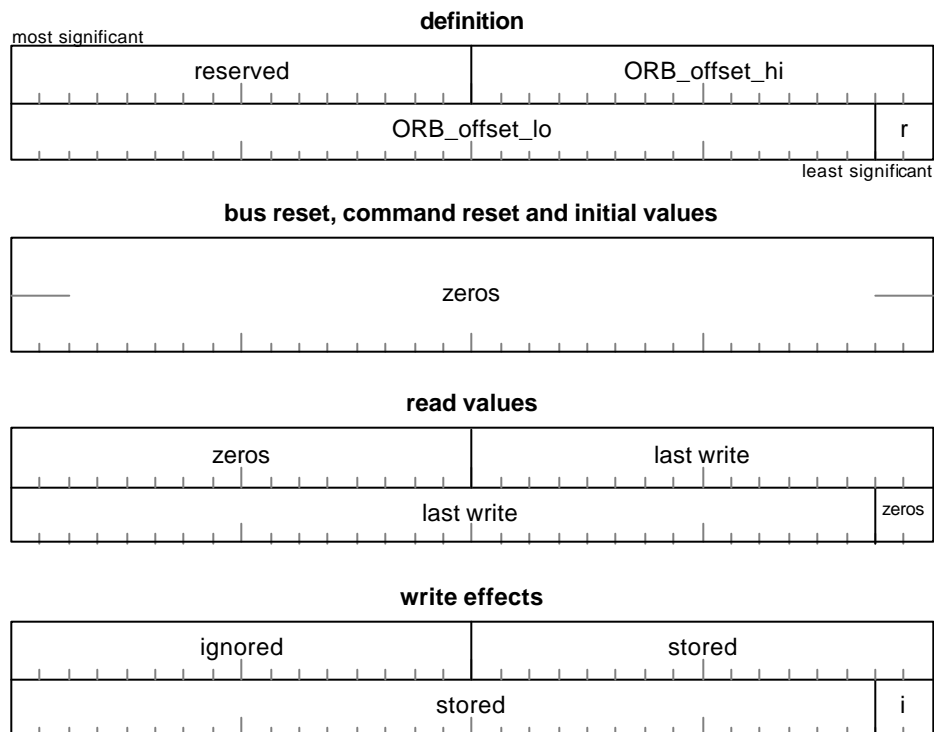 definition
most significant
reserved ORB_offset_hi
ORB_offset_lo r
least significant
bus reset, command reset and initial values
zeros
read values
zeros last write
last write zeros
write effects
ignored stored
stored i